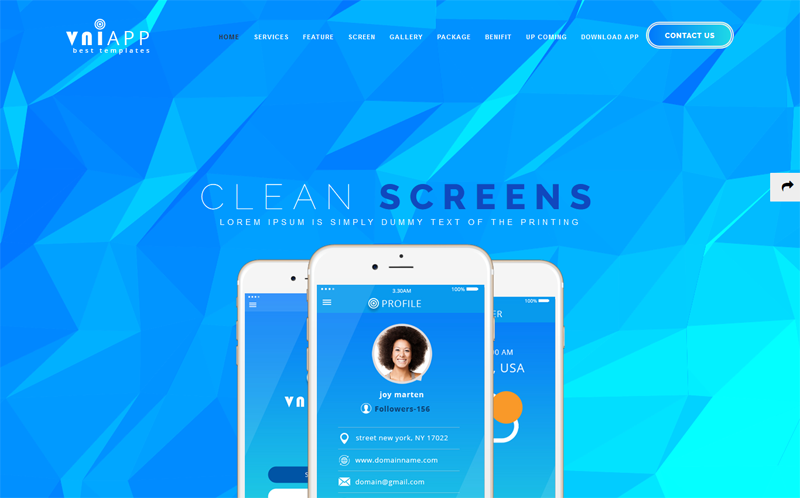 vniAPP
best templates
HOME SERVICES FEATURE SCREEN GALLERY PACKAGE BENIFIT UP COMING DOWNLOAD APP CONTACT US
CLEAN SCREENS
LOREM IPSUM IS SIMPLY DUMMY TEXT OF THE PRINTING
3.30AM 100%
PROFILE
joy marten
Followers-156
street new york, NY 17022
www.domainname.com
domain@gmail.com
vn
S
100%
ER
00 AM
, USA